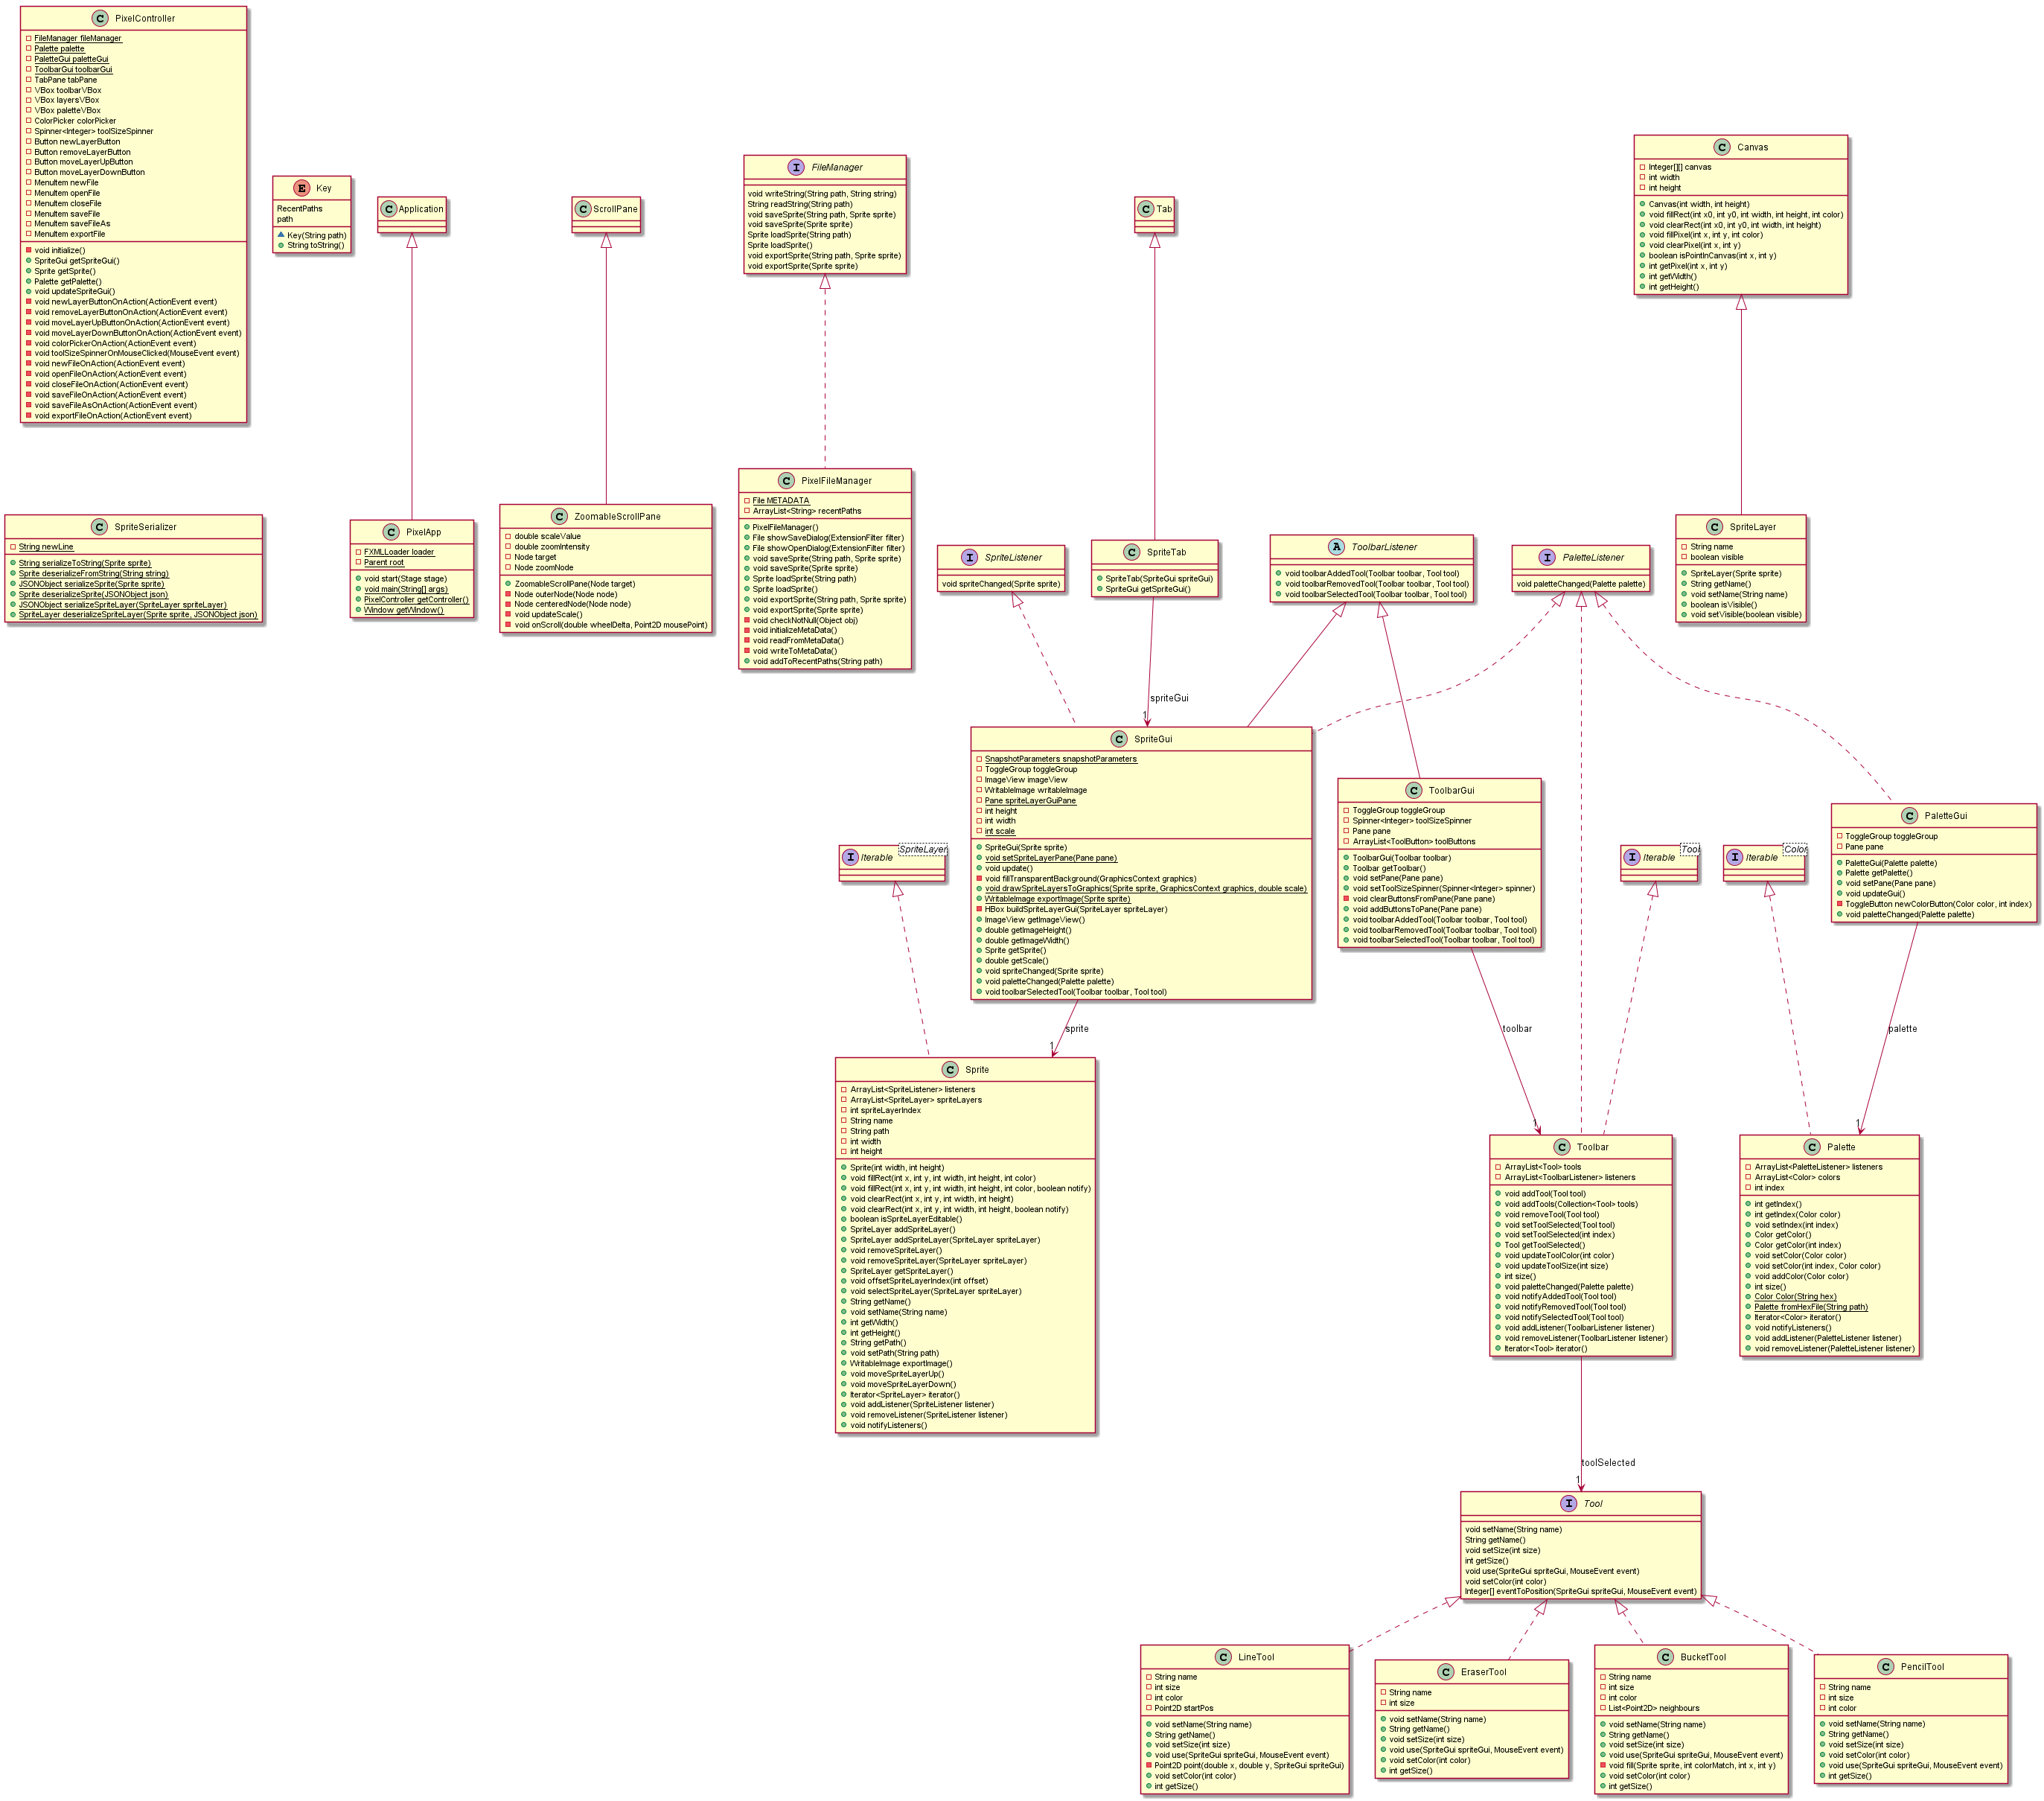 C PixelController
FileManager fileManager
Palette palette
PaletteGui paletteGui
ToolbarGui toolbarGui
TabPane tabPane
VBox toolbarVBox
VBox layersVBox
VBox paletteVBox
ColorPicker colorPicker
Spinner<Integer> toolSizeSpinner
Button newLayerButton
Button removeLayerButton
Button moveLayerUpButton
Button moveLayerDownButton
MenuItem newFile
MenuItem openFile
MenuItem closeFile
MenuItem saveFile
MenuItem saveFileAs
MenuItem exportFile
void initialize()
SpriteGui getSpriteGui()
Sprite getSprite()
Palette getPalette()
void updateSpriteGui()
void newLayerButtonOnAction(ActionEvent event)
void removeLayerButtonOnAction(ActionEvent event)
void moveLayerUpButtonOnAction(ActionEvent event)
void moveLayerDownButtonOnAction(ActionEvent event)
void colorPickerOnAction(ActionEvent event)
void toolSizeSpinnerOnMouseClicked(MouseEvent event)
void newFileOnAction(ActionEvent event)
void openFileOnAction(ActionEvent event)
void closeFileOnAction(ActionEvent event)
void saveFileOnAction(ActionEvent event)
void saveFileAsOnAction(ActionEvent event)
void exportFileOnAction(ActionEvent event)
E Key
RecentPaths
path
Key(String path)
String toString()
C Application
C ScrollPane
I FileManager
void writeString(String path, String string)
String readString(String path)
void saveSprite(String path, Sprite sprite)
void saveSprite(Sprite sprite)
Sprite loadSprite(String path)
Sprite loadSprite()
void exportSprite(String path, Sprite sprite)
void exportSprite(Sprite sprite)
C Tab
C Canvas
Integer[][] canvas
int width
int height
Canvas(int width, int height)
void fillRect(int x0, int y0, int width, int height, int color)
void clearRect(int x0, int y0, int width, int height)
void fillPixel(int x, int y, int color)
void clearPixel(int x, int y)
boolean isPointInCanvas(int x, int y)
int getPixel(int x, int y)
int getWidth()
int getHeight()
C SpriteSerializer
String newLine
String serializeToString(Sprite sprite)
Sprite deserializeFromString(String string)
JSONObject serializeSprite(Sprite sprite)
Sprite deserializeSprite(JSONObject json)
JSONObject serializeSpriteLayer(SpriteLayer spriteLayer)
SpriteLayer deserializeSpriteLayer(Sprite sprite, JSONObject json)
C PixelApp
FXMLLoader loader
Parent root
void start(Stage stage)
void main(String[] args)
PixelController getController()
Window getWindow()
C ZoomableScrollPane
double scaleValue
double zoomIntensity
Node target
Node zoomNode
ZoomableScrollPane(Node target)
Node outerNode(Node node)
Node centeredNode(Node node)
void updateScale()
void onScroll(double wheelDelta, Point2D mousePoint)
C PixelFileManager
File METADATA
ArrayList<String> recentPaths
PixelFileManager()
File showSaveDialog(ExtensionFilter filter)
File showOpenDialog(ExtensionFilter filter)
void saveSprite(String path, Sprite sprite)
void saveSprite(Sprite sprite)
Sprite loadSprite(String path)
Sprite loadSprite()
void exportSprite(String path, Sprite sprite)
void exportSprite(Sprite sprite)
void checkNotNull(Object obj)
void initializeMetaData()
void readFromMetaData()
void writeToMetaData()
void addToRecentPaths(String path)
I SpriteListener
void spriteChanged(Sprite sprite)
C SpriteTab
SpriteTab(SpriteGui spriteGui)
SpriteGui getSpriteGui()
A ToolbarListener
void toolbarAddedTool(Toolbar toolbar, Tool tool)
void toolbarRemovedTool(Toolbar toolbar, Tool tool)
void toolbarSelectedTool(Toolbar toolbar, Tool tool)
I PaletteListener
void paletteChanged(Palette palette)
C SpriteLayer
String name
boolean visible
SpriteLayer(Sprite sprite)
String getName()
void setName(String name)
boolean isVisible()
void setVisible(boolean visible)
spriteGui
1
C SpriteGui
SnapshotParameters snapshotParameters
ToggleGroup toggleGroup
ImageView imageView
WritableImage writableImage
Pane spriteLayerGuiPane
int height
int width
int scale
SpriteGui(Sprite sprite)
void setSpriteLayerPane(Pane pane)
void update()
void fillTransparentBackground(GraphicsContext graphics)
void drawSpriteLayersToGraphics(Sprite sprite, GraphicsContext graphics, double scale)
WritableImage exportImage(Sprite sprite)
HBox buildSpriteLayerGui(SpriteLayer spriteLayer)
ImageView getImageView()
double getImageHeight()
double getImageWidth()
Sprite getSprite()
double getScale()
void spriteChanged(Sprite sprite)
void paletteChanged(Palette palette)
void toolbarSelectedTool(Toolbar toolbar, Tool tool)
C ToolbarGui
ToggleGroup toggleGroup
Spinner<Integer> toolSizeSpinner
Pane pane
ArrayList<ToolButton> toolButtons
ToolbarGui(Toolbar toolbar)
Toolbar getToolbar()
void setPane(Pane pane)
void setToolSizeSpinner(Spinner<Integer> spinner)
void clearButtonsFromPane(Pane pane)
void addButtonsToPane(Pane pane)
void toolbarAddedTool(Toolbar toolbar, Tool tool)
void toolbarRemovedTool(Toolbar toolbar, Tool tool)
void toolbarSelectedTool(Toolbar toolbar, Tool tool)
C PaletteGui
ToggleGroup toggleGroup
Pane pane
PaletteGui(Palette palette)
Palette getPalette()
void setPane(Pane pane)
void updateGui()
ToggleButton newColorButton(Color color, int index)
void paletteChanged(Palette palette)
I Iterable SpriteLayer
I Iterable Tool
I Iterable Color
sprite
1
toolbar
1
palette
1
C Sprite
ArrayList<SpriteListener> listeners
ArrayList<SpriteLayer> spriteLayers
int spriteLayerIndex
String name
String path
int width
int height
Sprite(int width, int height)
void fillRect(int x, int y, int width, int height, int color)
void fillRect(int x, int y, int width, int height, int color, boolean notify)
void clearRect(int x, int y, int width, int height)
void clearRect(int x, int y, int width, int height, boolean notify)
boolean isSpriteLayerEditable()
SpriteLayer addSpriteLayer()
SpriteLayer addSpriteLayer(SpriteLayer spriteLayer)
void removeSpriteLayer()
void removeSpriteLayer(SpriteLayer spriteLayer)
SpriteLayer getSpriteLayer()
void offsetSpriteLayerIndex(int offset)
void selectSpriteLayer(SpriteLayer spriteLayer)
String getName()
void setName(String name)
int getWidth()
int getHeight()
String getPath()
void setPath(String path)
WritableImage exportImage()
void moveSpriteLayerUp()
void moveSpriteLayerDown()
Iterator<SpriteLayer> iterator()
void addListener(SpriteListener listener)
void removeListener(SpriteListener listener)
void notifyListeners()
C Toolbar
ArrayList<Tool> tools
ArrayList<ToolbarListener> listeners
void addTool(Tool tool)
void addTools(Collection<Tool> tools)
void removeTool(Tool tool)
void setToolSelected(Tool tool)
void setToolSelected(int index)
Tool getToolSelected()
void updateToolColor(int color)
void updateToolSize(int size)
int size()
void paletteChanged(Palette palette)
void notifyAddedTool(Tool tool)
void notifyRemovedTool(Tool tool)
void notifySelectedTool(Tool tool)
void addListener(ToolbarListener listener)
void removeListener(ToolbarListener listener)
Iterator<Tool> iterator()
C Palette
ArrayList<PaletteListener> listeners
ArrayList<Color> colors
int index
int getIndex()
int getIndex(Color color)
void setIndex(int index)
Color getColor()
Color getColor(int index)
void setColor(Color color)
void setColor(int index, Color color)
void addColor(Color color)
int size()
Color Color(String hex)
Palette fromHexFile(String path)
Iterator<Color> iterator()
void notifyListeners()
void addListener(PaletteListener listener)
void removeListener(PaletteListener listener)
toolSelected
1
I Tool
void setName(String name)
String getName()
void setSize(int size)
int getSize()
void use(SpriteGui spriteGui, MouseEvent event)
void setColor(int color)
Integer[] eventToPosition(SpriteGui spriteGui, MouseEvent event)
C LineTool
String name
int size
int color
Point2D startPos
void setName(String name)
String getName()
void setSize(int size)
void use(SpriteGui spriteGui, MouseEvent event)
Point2D point(double x, double y, SpriteGui spriteGui)
void setColor(int color)
int getSize()
C EraserTool
String name
int size
void setName(String name)
String getName()
void setSize(int size)
void use(SpriteGui spriteGui, MouseEvent event)
void setColor(int color)
int getSize()
C BucketTool
String name
int size
int color
List<Point2D> neighbours
void setName(String name)
String getName()
void setSize(int size)
void use(SpriteGui spriteGui, MouseEvent event)
void fill(Sprite sprite, int colorMatch, int x, int y)
void setColor(int color)
int getSize()
C PencilTool
String name
int size
int color
void setName(String name)
String getName()
void setSize(int size)
void setColor(int color)
void use(SpriteGui spriteGui, MouseEvent event)
int getSize()